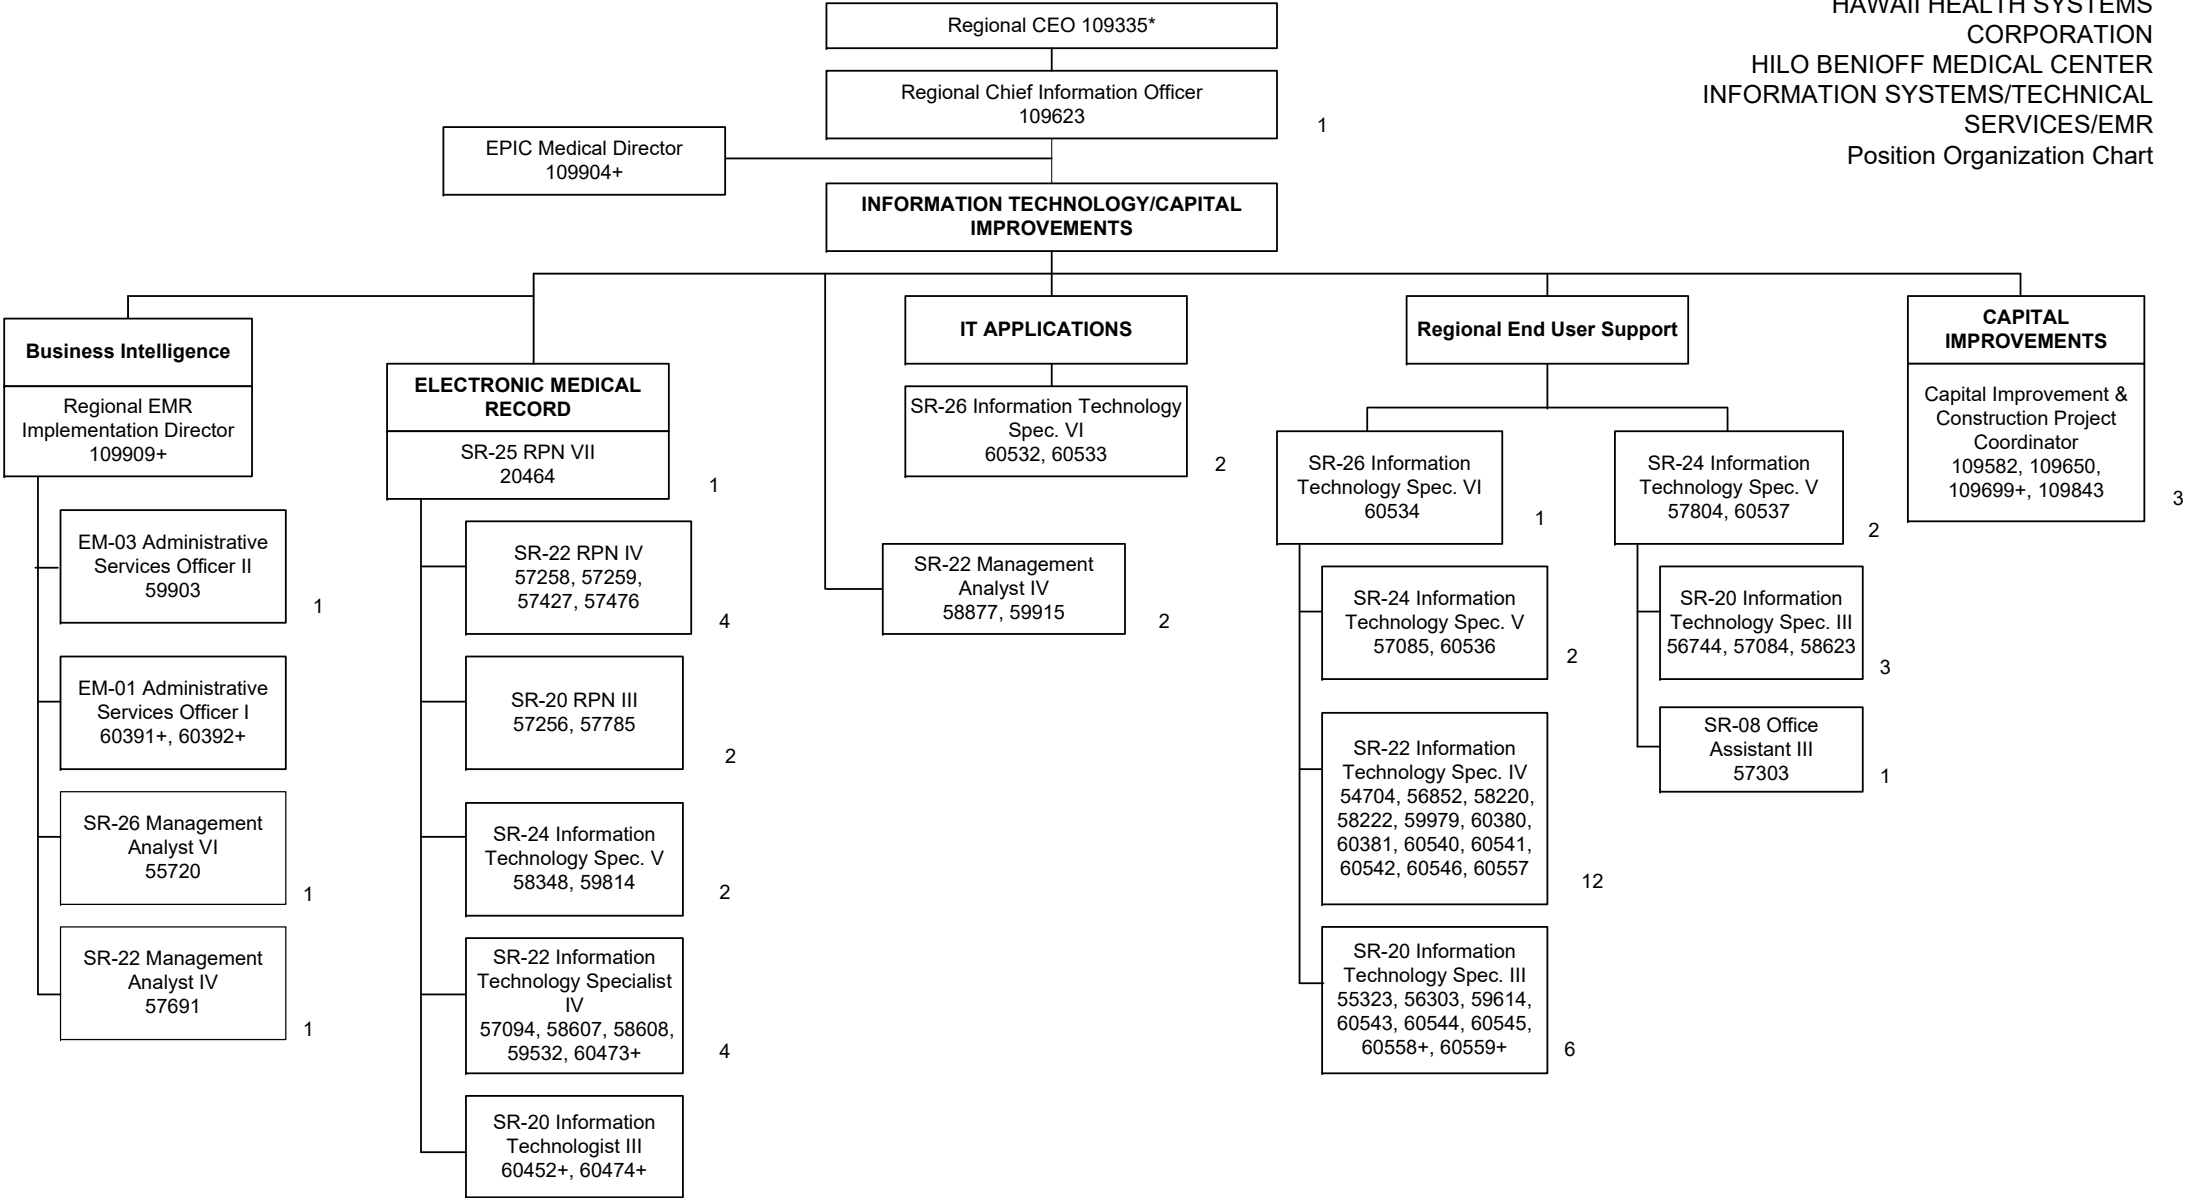 HAWAII HEALTH SYSTEMS
CORPORATION
HILO BENIOFF MEDICAL CENTER
INFORMATION SYSTEMS/TECHNICAL
SERVICES/EMR
Position Organization Chart
Regional CEO 109335*
Regional Chief Information Officer
109623
1
EPIC Medical Director
109904+
INFORMATION TECHNOLOGY/CAPITAL
IMPROVEMENTS
Business Intelligence
Regional EMR
Implementation Director
109909+
EM-03 Administrative
Services Officer II
59903
1
EM-01 Administrative
Services Officer I
60391+, 60392+
SR-26 Management
Analyst VI
55720
1
SR-22 Management
Analyst IV
57691
1
ELECTRONIC MEDICAL
RECORD
SR-25 RPN VII
20464
1
SR-22 RPN IV
57258, 57259,
57427, 57476
4
SR-20 RPN III
57256, 57785
2
SR-24 Information
Technology Spec. V
58348, 59814
2
SR-22 Information
Technology Specialist
IV
57094, 58607, 58608,
59532, 60473+
4
SR-20 Information
Technologist III
60452+, 60474+
SR-22 Management
Analyst IV
58877, 59915
2
IT APPLICATIONS
SR-26 Information Technology
Spec. VI
60532, 60533
2
Regional End User Support
SR-26 Information
Technology Spec. VI
60534
1
SR-24 Information
Technology Spec. V
57085, 60536
2
SR-22 Information
Technology Spec. IV
54704, 56852, 58220,
58222, 59979, 60380,
60381, 60540, 60541,
60542, 60546, 60557
12
SR-20 Information
Technology Spec. III
55323, 56303, 59614,
60543, 60544, 60545,
60558+, 60559+
6
SR-24 Information
Technology Spec. V
57804, 60537
2
SR-20 Information
Technology Spec. III
56744, 57084, 58623
3
SR-08 Office
Assistant III
57303
1
CAPITAL
IMPROVEMENTS
Capital Improvement &
Construction Project
Coordinator
109582, 109650,
109699+, 109843
3